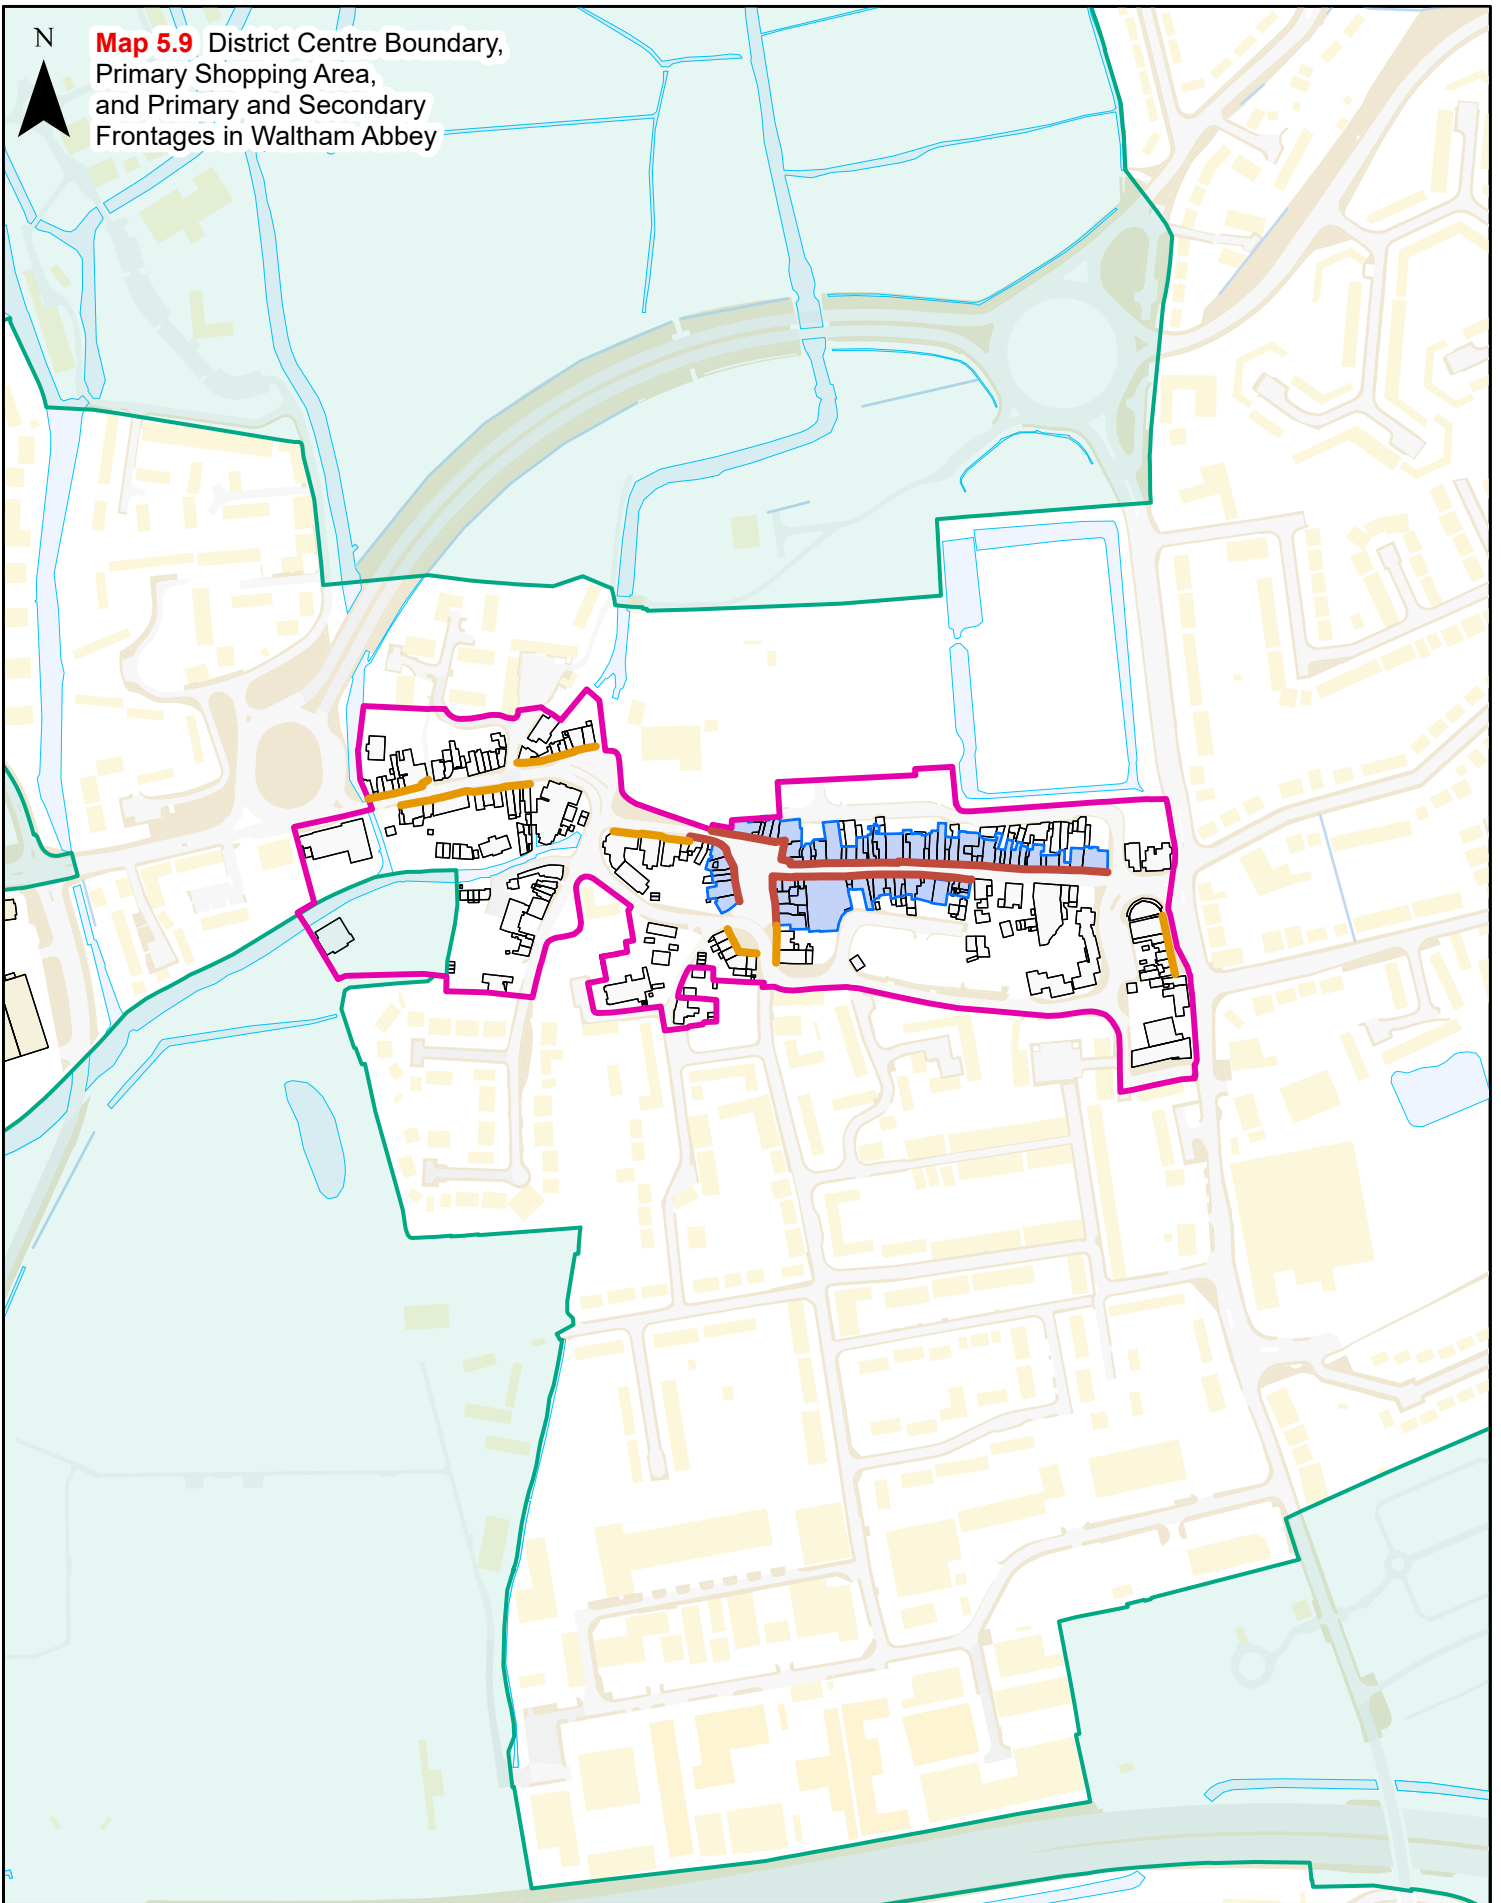 N
Map 5.9 District Centre Boundary,
Primary Shopping Area,
and Primary and Secondary
Frontages in Waltham Abbey